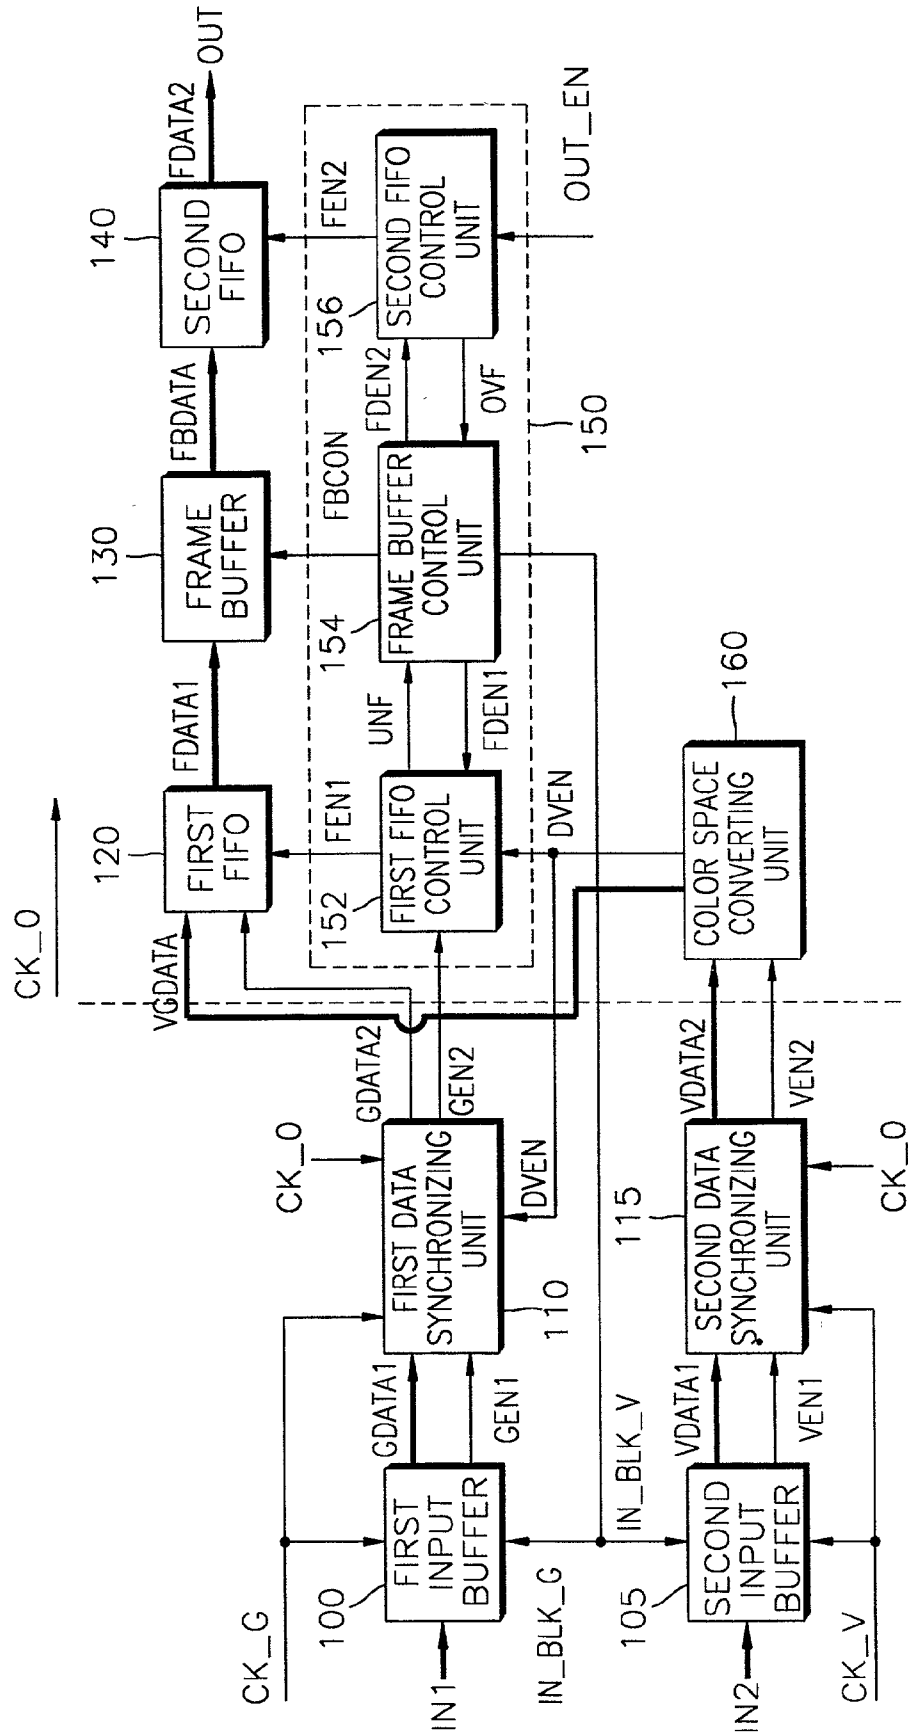 CK_O
120
130
140
VGDATA
FIRST
FIFO
FDATA1
FRAME
BUFFER
FBDATA
SECOND
FIFO
FDATA2
OUT
FEN1
FBCON
FEN2
CK_G
CK_O
GDATA2
GEN2
152
FIRST FIFO
CONTROL
UNIT
UNF
FDEN1
154
FRAME BUFFER
CONTROL
UNIT
FDEN2
OVF
156
SECOND FIFO
CONTROL
UNIT
150
OUT_EN
IN1
100
FIRST
INPUT
BUFFER
GDATA1
GEN1
FIRST DATA
SYNCHRONIZING
UNIT
110
DVEN
DVEN
IN_BLK_G
IN_BLK_V
IN2
105
SECOND
INPUT
BUFFER
VDATA1
VEN1
115
SECOND DATA
SYNCHRONIZING
UNIT
VDATA2
VEN2
COLOR SPACE
CONVERTING
UNIT
160
CK_V
CK_O